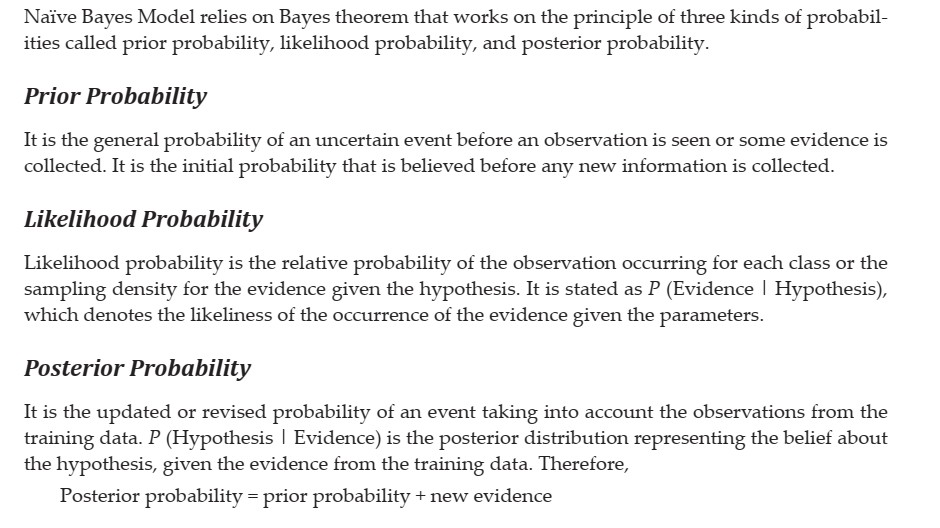 Naïve Bayes Model relies on Bayes theorem that works on the principle of three kinds of probabil-
ities called prior probability, likelihood probability, and posterior probability.
Prior Probability
It is the general probability of an uncertain event before an observation is seen or some evidence is
collected. It is the initial probability that is believed before any new information is collected.
Likelihood Probability
Likelihood probability is the relative probability of the observation occurring for each class or the
sampling density for the evidence given the hypothesis. It is stated as P (Evidence | Hypothesis),
which denotes the likeliness of the occurrence of the evidence given the parameters.
Posterior Probability
It is the updated or revised probability of an event taking into account the observations from the
training data. P (Hypothesis | Evidence) is the posterior distribution representing the belief about
the hypothesis, given the evidence from the training data. Therefore,
Posterior probability = prior probability + new evidence